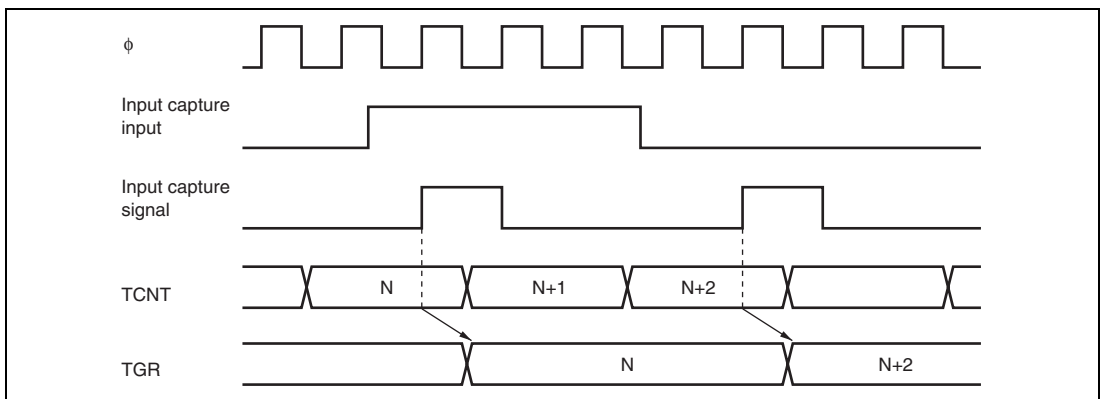 ϕ
Input capture
input
Input capture
signal
TCNT
N
N+1
N+2
TGR
N
N+2